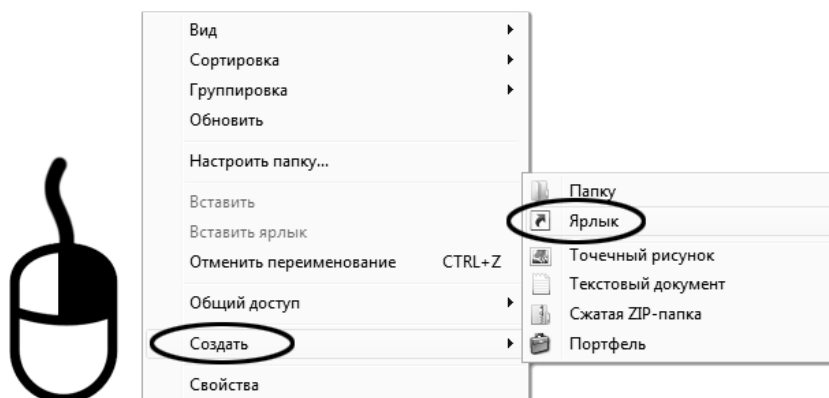 Вид
Сортировка
Группировка
Обновить
Настроить папку...
Вставить
Вставить ярлык
Отменить переименование CTRL+Z
Общий доступ
Создать
Свойства
Папку
Ярлык
Точечный рисунок
Текстовый документ
Сжатая ZIP-папка
Портфель